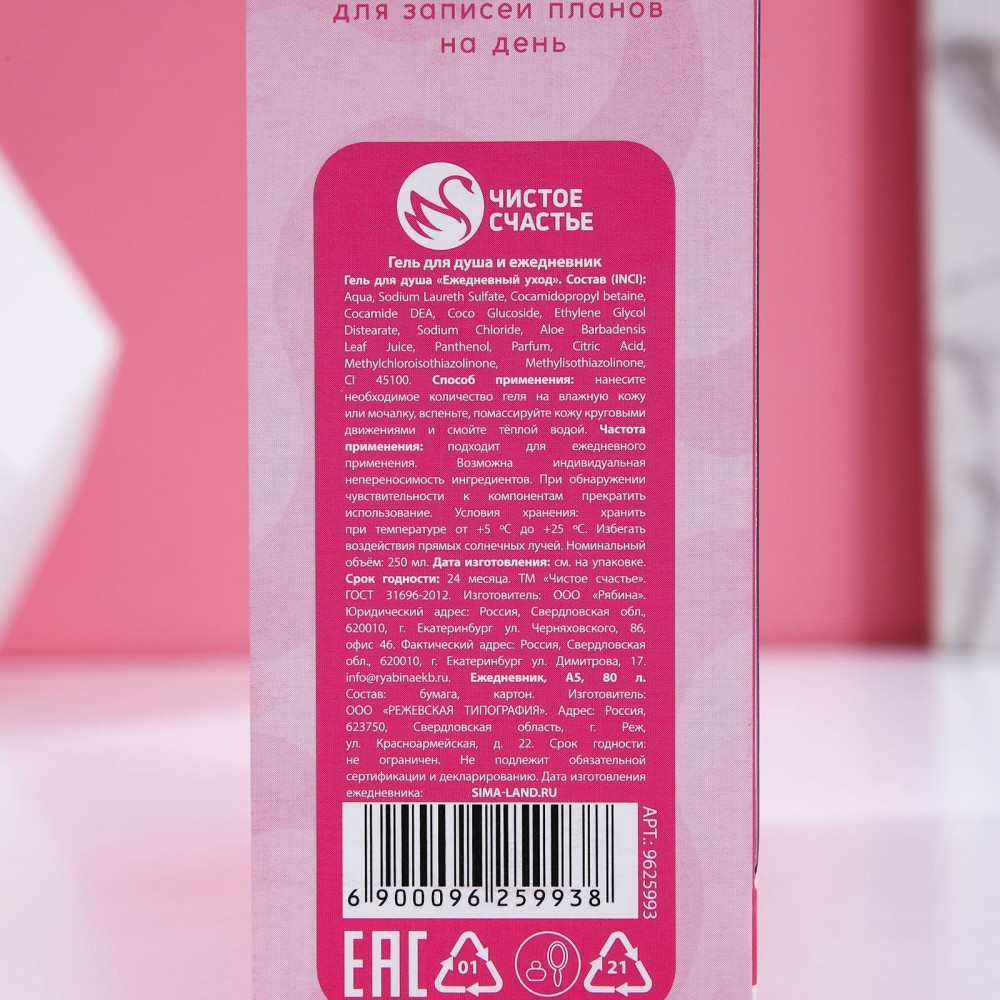 для записей планов
на день
ЧИСТОЕ
СЧАСТЬЕ
Гель для душа и ежедневник
Гель для душа «Ежедневный уход». Состав (INCI):
Aqua, Sodium Laureth Sulfate, Cocamidopropyl betaine,
Cocamide DEA, Coco Glucoside, Ethylene Glycol
Distearate, Sodium Chloride, Aloe Barbadensis
Leaf Juice, Panthenol, Parfum, Citric Acid,
Methylchloroisothiazolinone, Methylisothiazolinone,
CI 45100. Способ применения: нанесите
необходимое количество геля на влажную кожу
или мочалку, вспеньте, помассируйте кожу круговыми
движениями и смойте тёплой водой. Частота
применения: подходит для ежедневного
применения. Возможна индивидуальная
непереносимость ингредиентов. При обнаружении
чувствительности к компонентам прекратить
использование. Условия хранения: хранить
при температуре от +5 ºС до +25 ºС. Избегать
воздействия прямых солнечных лучей. Номинальный
объём: 250 мл. Дата изготовления: см. на упаковке.
Срок годности: 24 месяца. ТМ «Чистое счастье».
ГОСТ 31696-2012. Изготовитель: ООО «Рябина».
Юридический адрес: Россия, Свердловская обл.,
620010, г. Екатеринбург ул. Черняховского, 86,
офис 46. Фактический адрес: Россия, Свердловская
обл., 620010, г. Екатеринбург ул. Димитрова, 17.
info@ryabinaekb.ru. Ежедневник, А5, 80 л.
Состав: бумага, картон. Изготовитель:
ООО «РЕЖЕВСКАЯ ТИПОГРАФИЯ». Адрес: Россия,
623750, Свердловская область, г. Реж,
ул. Красноармейская, д. 22. Срок годности:
не ограничен. Не подлежит обязательной
сертификации и декларированию. Дата изготовления
ежедневника: SIMA-LAND.RU
6 900096 259938
АРТ.: 9625993
ЕАС 01 21